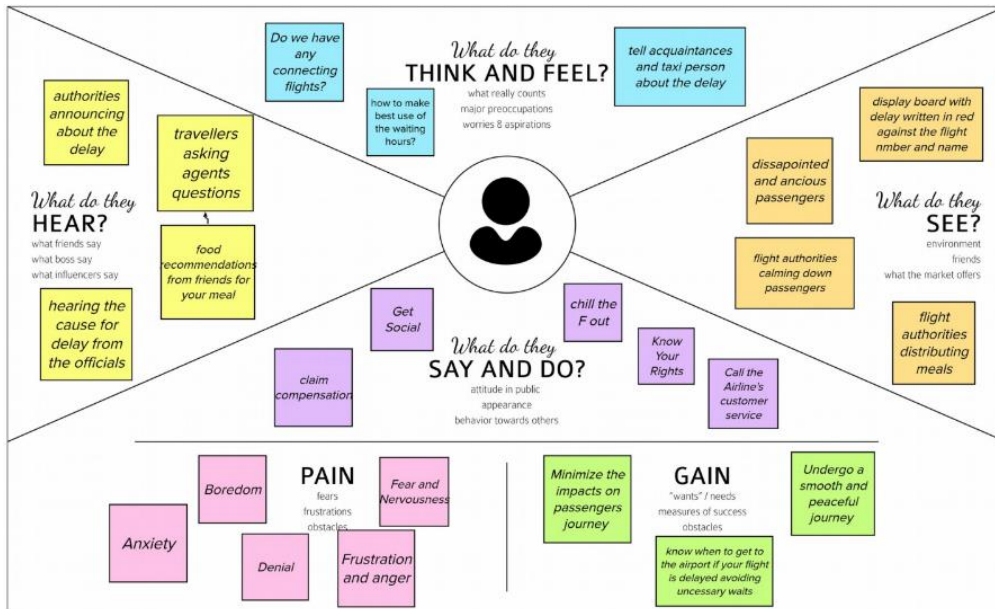 What do they
THINK AND FEEL?
what really counts
major preoccupations
worries & aspirations
Do we have
any
connecting
flights?
how to make
best use of
the waiting
hours?
tell acquaintances
and taxi person
about the delay
What do they
HEAR?
what friends say
what boss say
what influencers say
authorities
announcing
about the
delay
travellers
asking
agents
questions
food
recommendations
from friends for
your meal
hearing the
cause for
delay from
the officials
What do they
SEE?
environment
friends
what the market offers
display board with
delay written in red
against the flight
nmber and name
dissapointed
and ancious
passengers
flight authorities
calming down
passengers
flight
authorities
distributing
meals
What do they
SAY AND DO?
attitude in public
appearance
behavior towards others
Get
Social
claim
compensation
chill the
F out
Know
Your
Rights
Call the
Airline's
customer
service
PAIN
fears
frustrations
obstacles
Anxiety
Boredom
Denial
Fear and
Nervousness
Frustration
and anger
GAIN
"wants" / needs
measures of success
obstacles
Minimize the
impacts on
passengers
journey
know when to get to
the airport if your flight
is delayed avoiding
uncessary waits
Undergo a
smooth and
peaceful
journey